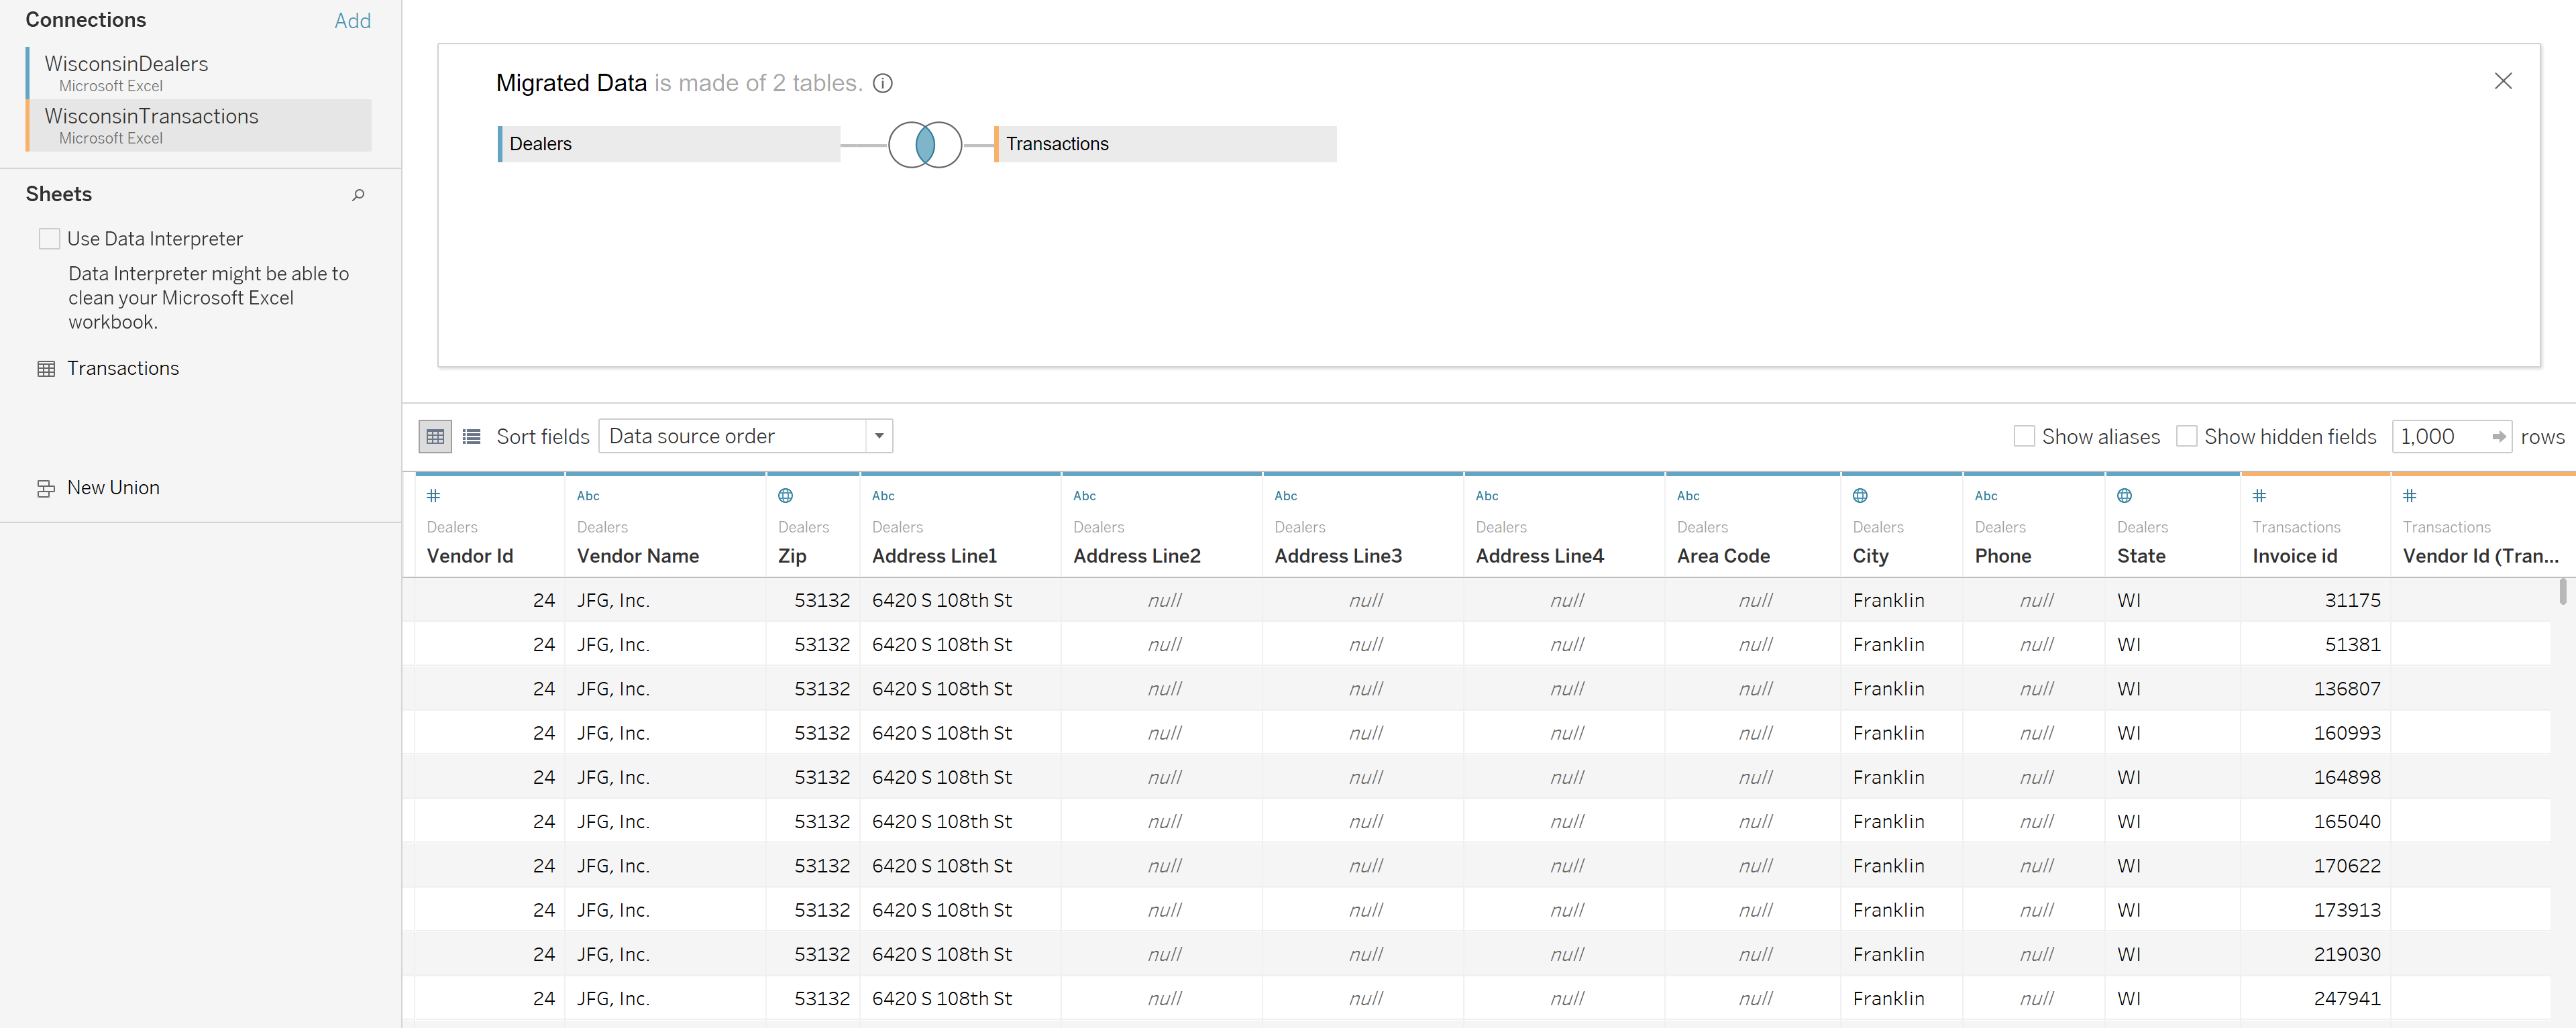 Connections Add
WisconsinDealers
Microsoft Excel
WisconsinTransactions
Microsoft Excel
Sheets
Use Data Interpreter
Data Interpreter might be able to
clean your Microsoft Excel
workbook.
Transactions
New Union
Migrated Data is made of 2 tables.
Dealers Transactions
Sort fields Data source order Show aliases Show hidden fields 1,000 rows
# Abc Abc Abc Abc Abc Abc Abc # #
Dealers Dealers Dealers Dealers Dealers Dealers Dealers Dealers Dealers Dealers Dealers Transactions Transactions
Vendor Id Vendor Name Zip Address Line1 Address Line2 Address Line3 Address Line4 Area Code City Phone State Invoice id Vendor Id (Tran...
24 JFG, Inc. 53132 6420 S 108th St null null null null Franklin null WI 31175
24 JFG, Inc. 53132 6420 S 108th St null null null null Franklin null WI 51381
24 JFG, Inc. 53132 6420 S 108th St null null null null Franklin null WI 136807
24 JFG, Inc. 53132 6420 S 108th St null null null null Franklin null WI 160993
24 JFG, Inc. 53132 6420 S 108th St null null null null Franklin null WI 164898
24 JFG, Inc. 53132 6420 S 108th St null null null null Franklin null WI 165040
24 JFG, Inc. 53132 6420 S 108th St null null null null Franklin null WI 170622
24 JFG, Inc. 53132 6420 S 108th St null null null null Franklin null WI 173913
24 JFG, Inc. 53132 6420 S 108th St null null null null Franklin null WI 219030
24 JFG, Inc. 53132 6420 S 108th St null null null null Franklin null WI 247941